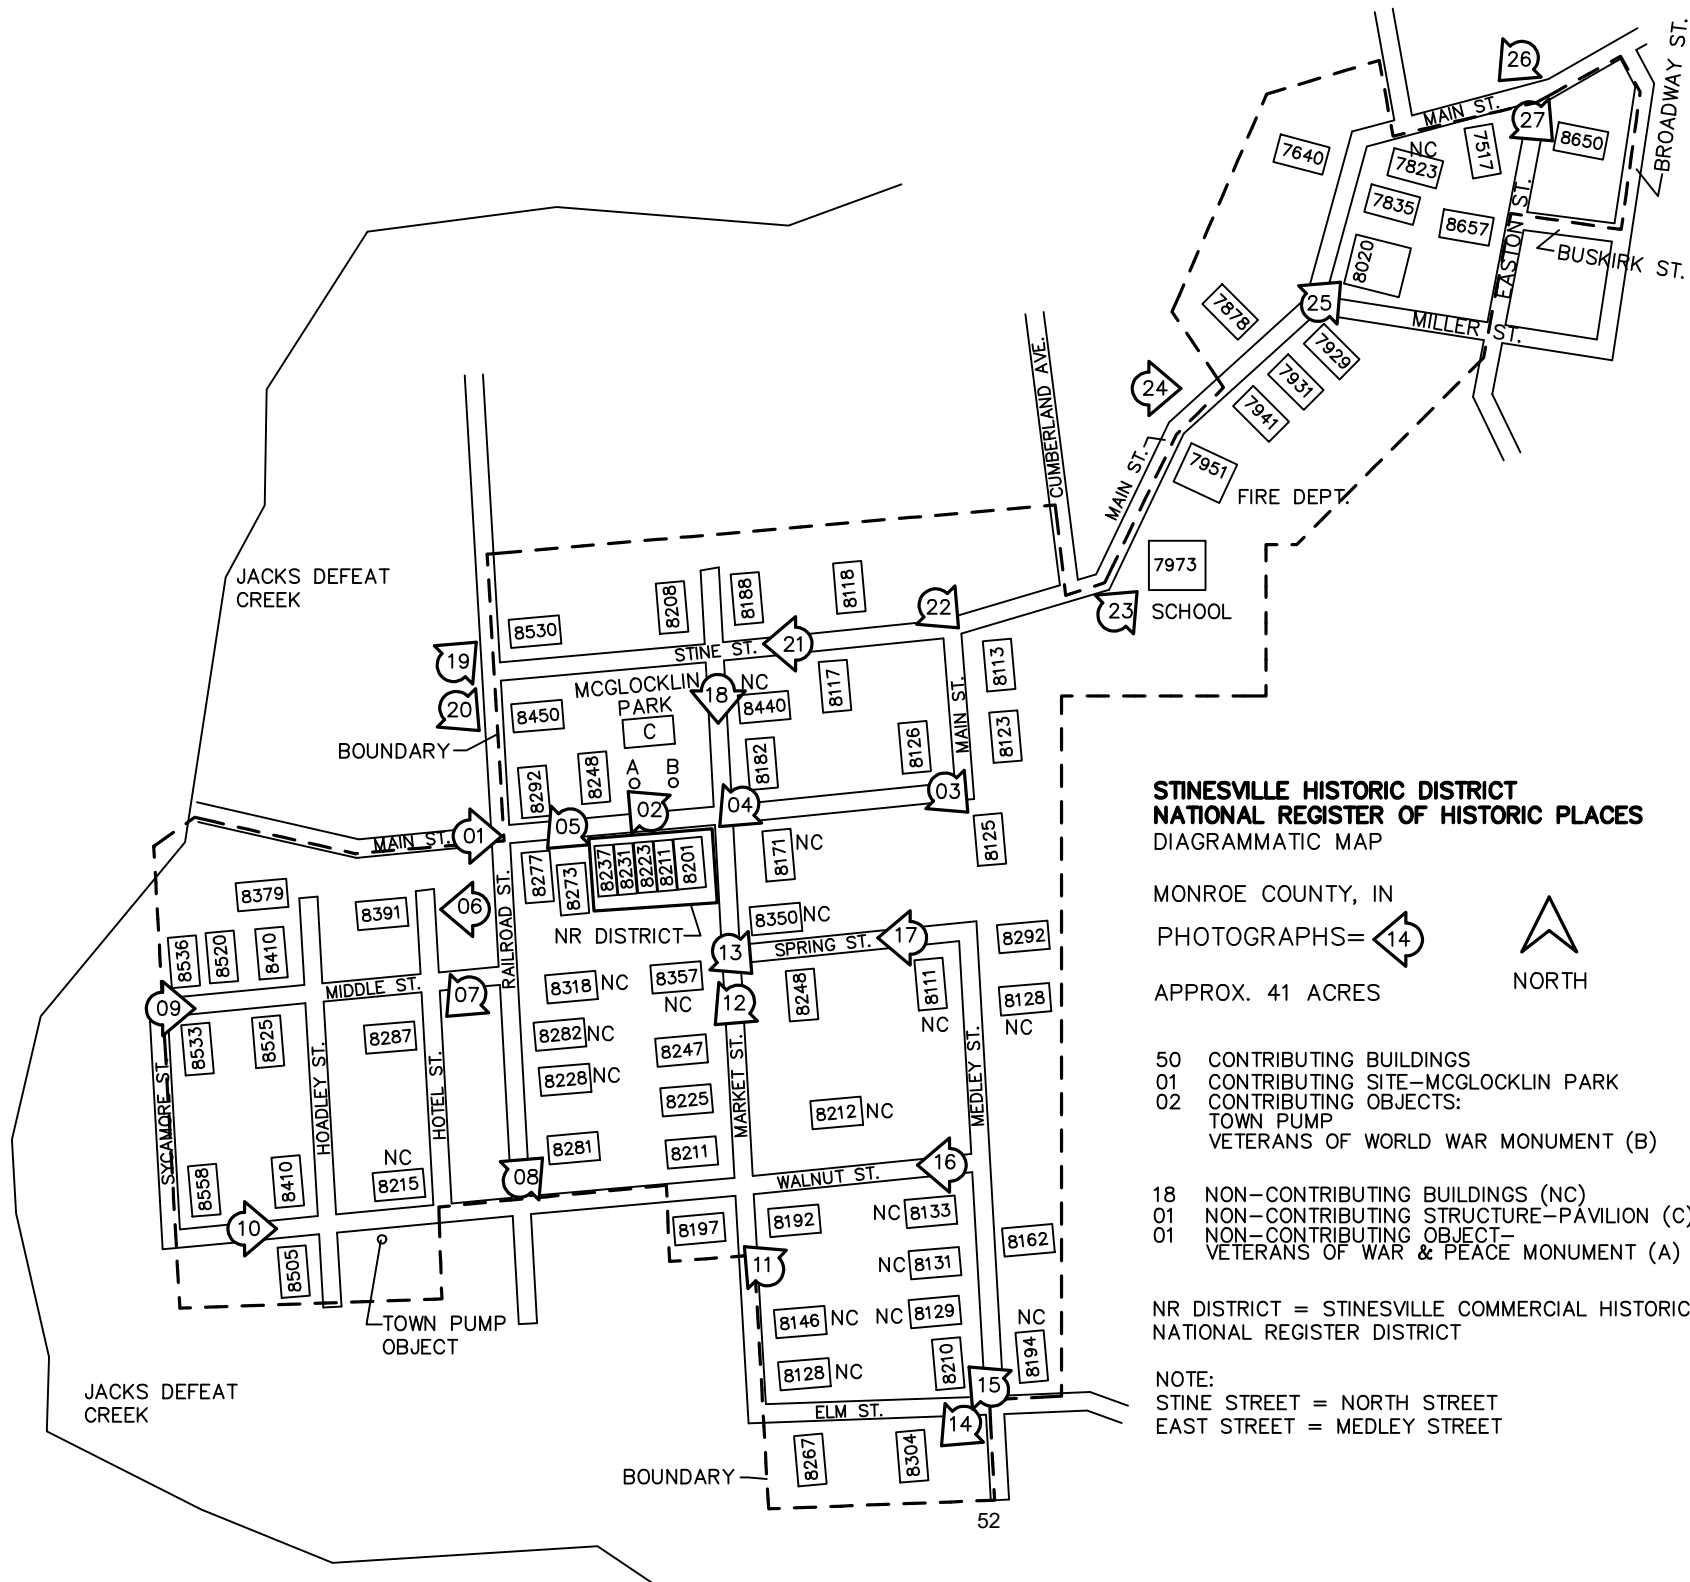 26
BROADWAY ST.
MAIN ST.
27
8650
7640
NC
7823
7517
7835
8657
EASTON ST.
8020
BUSKIRK ST.
25
MILLER ST.
7878
7929
CUMBERLAND AVE.
24
7931
7941
MAIN ST.
7951
FIRE DEPT.
JACKS DEFEAT
CREEK
7973
SCHOOL
8208
8188
8118
22
23
8530
21
STINE ST.
19
8113
MCGLOCKLIN
PARK
18
NC
8117
20
8450
C
8440
MAIN ST.
BOUNDARY
8126
8123
8292
8248
A
B
8182
03
02
04
MAIN ST.
01
05
8125
8277
8273
8237
8231
8223
8211
8201
8171
NC
8379
8391
06
RAILROAD ST.
NR DISTRICT
8350
NC
8536
8520
8410
13
SPRING ST.
17
8292
MIDDLE ST.
07
8318
NC
8357
NC
8248
8111
NC
8128
NC
09
12
8533
8525
8287
8282
NC
8247
8228
NC
SYCAMORE ST.
HOADLEY ST.
HOTEL ST.
8225
MARKET ST.
8212
NC
MEDLEY ST.
8281
8211
16
WALNUT ST.
NC
8558
8410
8215
08
10
8197
8192
NC
8133
8162
8505
11
NC
8131
TOWN PUMP
OBJECT
8146
NC
NC
8129
NC
8194
8128
NC
8210
15
ELM ST.
14
JACKS DEFEAT
CREEK
8267
8304
BOUNDARY
52
STINESVILLE HISTORIC DISTRICT
NATIONAL REGISTER OF HISTORIC PLACES
DIAGRAMMATIC MAP
MONROE COUNTY, IN
PHOTOGRAPHS= 14
NORTH
APPROX. 41 ACRES
50 CONTRIBUTING BUILDINGS
01 CONTRIBUTING SITE-MCGLOCKLIN PARK
02 CONTRIBUTING OBJECTS:
TOWN PUMP
VETERANS OF WORLD WAR MONUMENT (B)
18 NON-CONTRIBUTING BUILDINGS (NC)
01 NON-CONTRIBUTING STRUCTURE-PAVILION (C)
01 NON-CONTRIBUTING OBJECT-
VETERANS OF WAR & PEACE MONUMENT (A)
NR DISTRICT = STINESVILLE COMMERCIAL HISTORIC
NATIONAL REGISTER DISTRICT
NOTE:
STINE STREET = NORTH STREET
EAST STREET = MEDLEY STREET